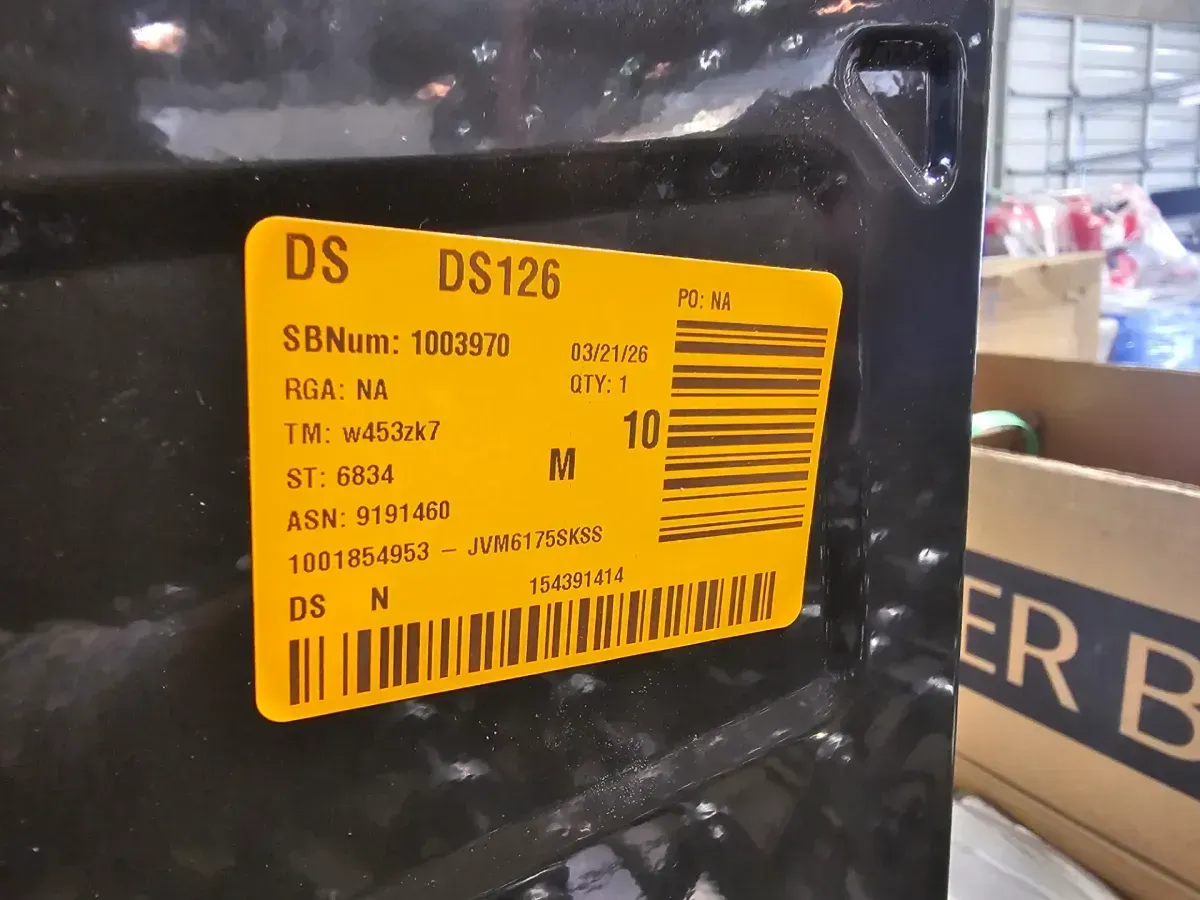 DS DS126
PO: NA
SBNum: 1003970
03/21/26
RGA: NA
QTY: 1
TM: w453zk7
10
ST: 6834
M
ASN: 9191460
1001854953 – JVM6175SKSS
DS N
154391414
ER B